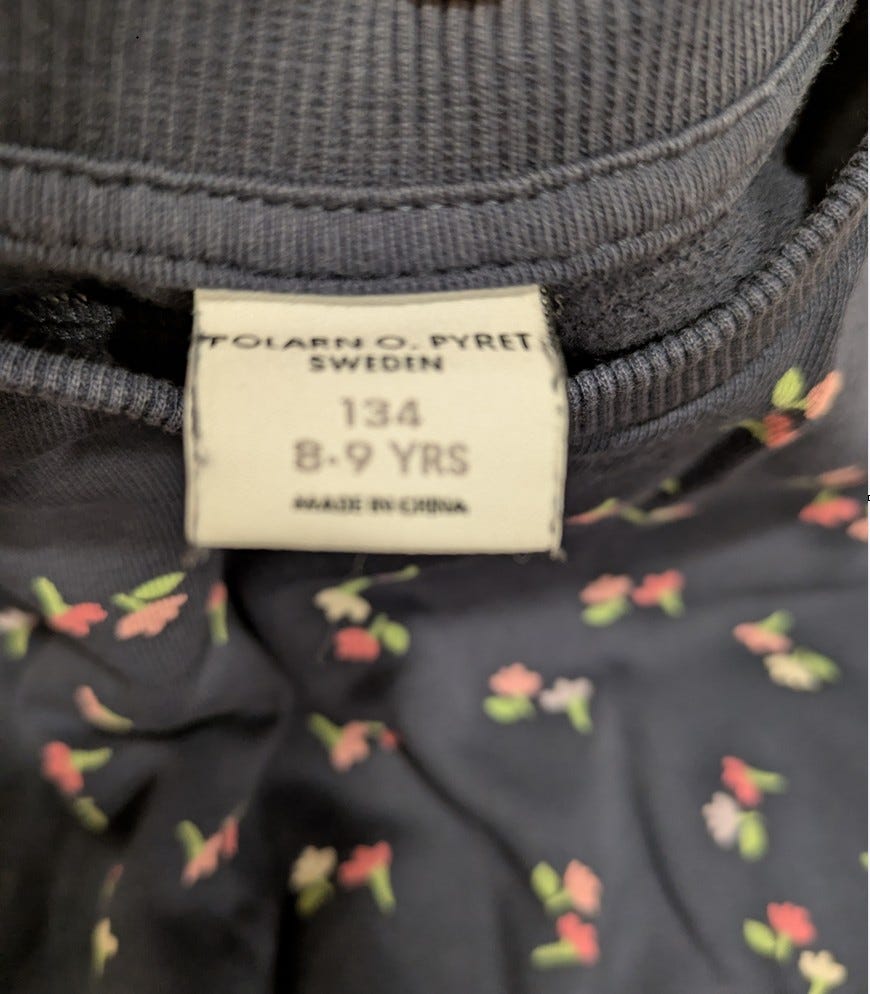 POLARN O. PYRET
SWEDEN
134
8-9 YRS
MADE IN CHINA